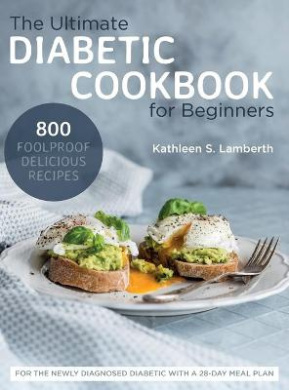 The Ultimate
DIABETIC
COOKBOOK
for Beginners
800
FOOLPROOF
DELICIOUS
RECIPES
Kathleen S. Lamberth
FOR THE NEWLY DIAGNOSED DIABETIC WITH A 28-DAY MEAL PLAN